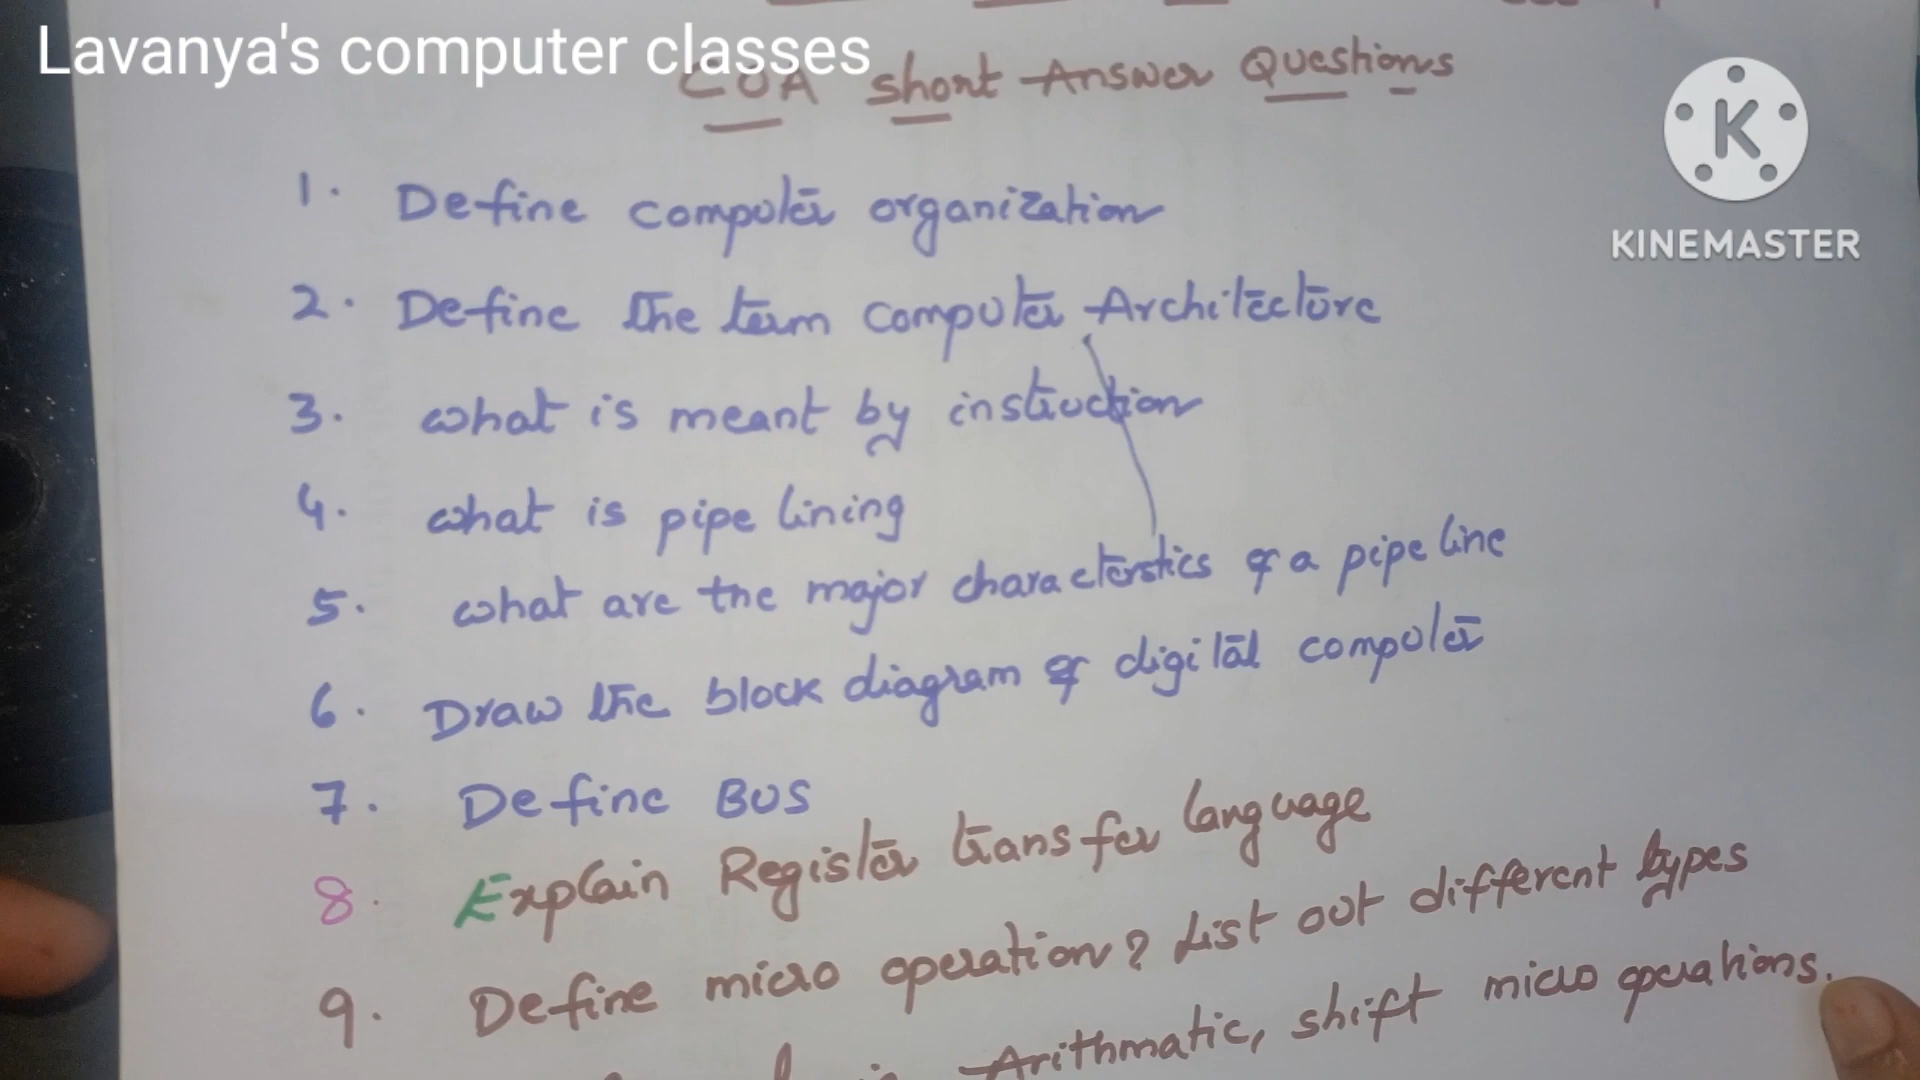 Lavanya's computer classes
COA short Answer Questions
K
KINEMASTER
1. Define computer organization
2. Define the term computer Architecture
3. what is meant by instruction
4. what is pipe lining
5. what are the major characterstics of a pipe line
6. Draw the block diagram of digital computer
7. Define BUS
8. Explain Register transfer language
9. Define micro operation? List out different types
Arithmatic, shift micro operations.